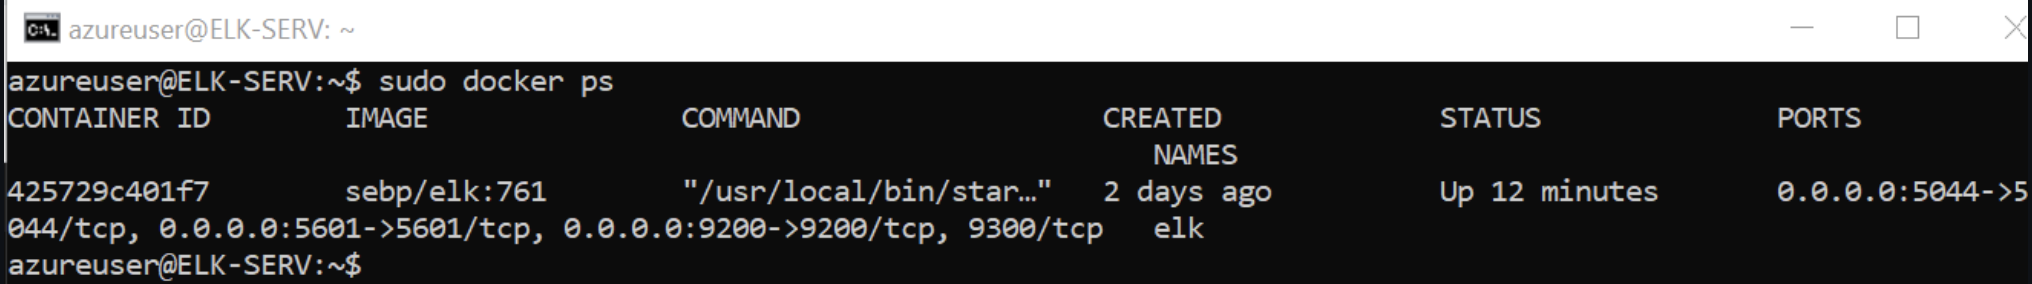 azureuser@ELK-SERV: ~
azureuser@ELK-SERV:~$ sudo docker ps
CONTAINER ID        IMAGE               COMMAND                  CREATED             STATUS              PORTS
                                                                    NAMES
425729c401f7        sebp/elk:761        "/usr/local/bin/star…"   2 days ago          Up 12 minutes       0.0.0.0:5044->5
044/tcp, 0.0.0.0:5601->5601/tcp, 0.0.0.0:9200->9200/tcp, 9300/tcp   elk
azureuser@ELK-SERV:~$